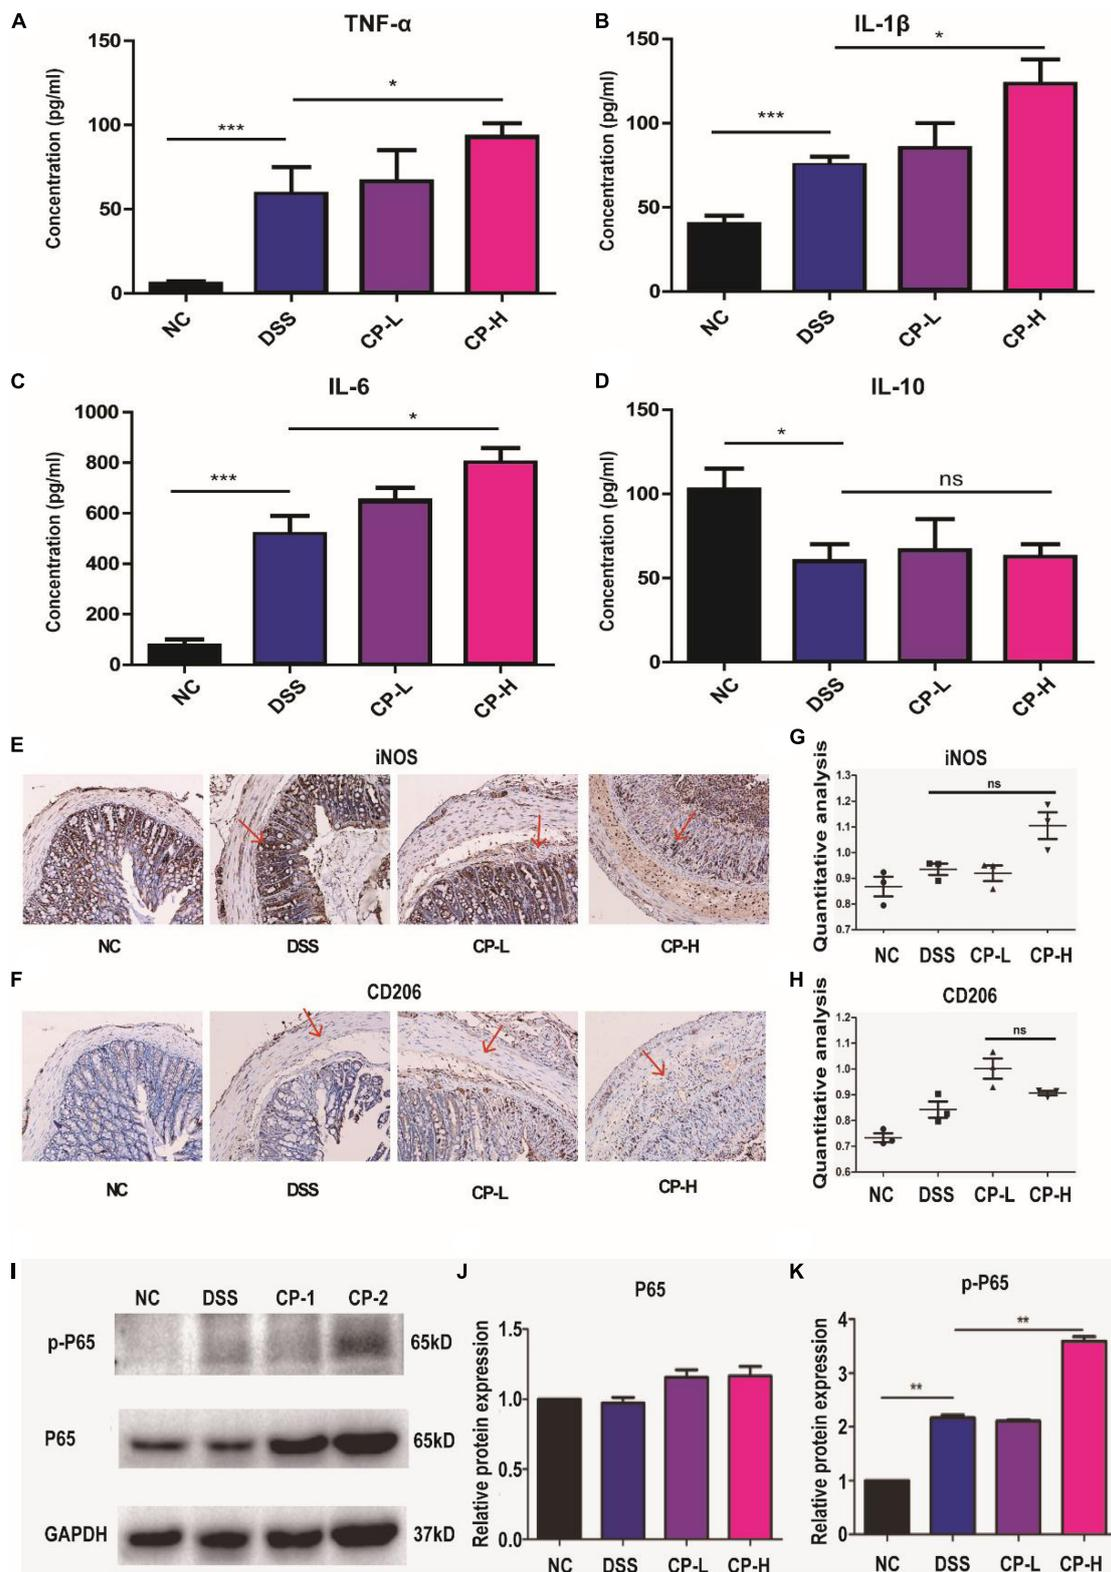 A
TNF-α
Concentration (pg/ml)
150
100
50
0
***
*
NC
DSS
CP-L
CP-H
B
IL-1β
Concentration (pg/ml)
150
100
50
0
***
*
NC
DSS
CP-L
CP-H
C
IL-6
Concentration (pg/ml)
1000
800
600
400
200
0
***
*
NC
DSS
CP-L
CP-H
D
IL-10
Concentration (pg/ml)
150
100
50
0
*
ns
NC
DSS
CP-L
CP-H
E
iNOS
NC
DSS
CP-L
CP-H
G
iNOS
Quantitative analysis
1.3
1.2
1.1
1.0
0.9
0.8
0.7
ns
NC
DSS
CP-L
CP-H
F
CD206
NC
DSS
CP-L
CP-H
H
CD206
Quantitative analysis
1.2
1.1
1.0
0.9
0.8
0.7
0.6
ns
NC
DSS
CP-L
CP-H
I
NC DSS CP-1 CP-2
p-P65 65kD
P65 65kD
GAPDH 37kD
J
P65
Relative protein expression
1.5
1.0
0.5
0.0
NC
DSS
CP-L
CP-H
K
p-P65
Relative protein expression
4
3
2
1
0
**
**
NC
DSS
CP-L
CP-H